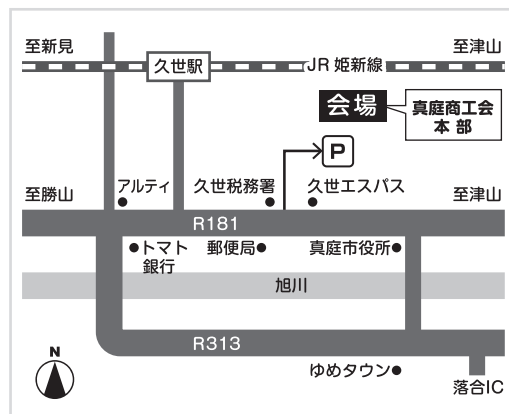 至新見
久世駅
JR 姫新線
至津山
会場
真庭商工会
本部
P
至勝山
アルティ
久世税務署
久世エスパス
至津山
R181
トマト
銀行
郵便局
真庭市役所
旭川
R313
N
ゆめタウン
落合IC